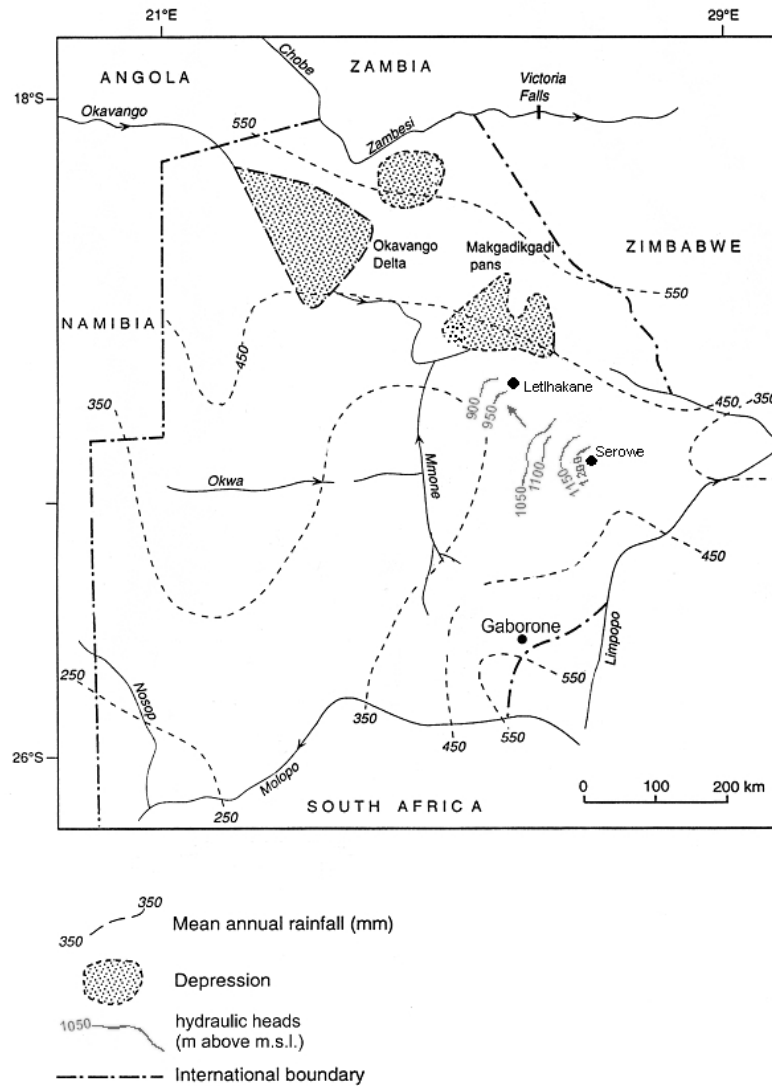 21°E
29°E
ANGOLA
Chobe
ZAMBIA
Victoria
Falls
18°S
Okavango
550
Zambesi
Okavango
Delta
Makgadikgadi
pans
ZIMBABWE
550
NAMIBIA
450
350
900
950
Letlhakane
450
350
1050
1100
1150
1200
Serowe
Okwa
Mmone
450
Gaborone
Limpopo
250
Nosop
550
350
450
550
26°S
Molopo
250
SOUTH AFRICA
0 100 200 km
350 350 Mean annual rainfall (mm)
Depression
1050 hydraulic heads
(m above m.s.l.)
International boundary